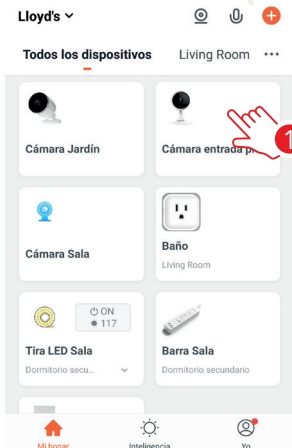 Lloyd's
Todos los dispositivos Living Room
1
Cámara Jardín
Cámara entrada
Cámara Sala
Baño
Living Room
ON
117
Tira LED Sala
Dormitorio secu...
Barra Sala
Dormitorio secundario
Mi hogar
Inteligencia
Yo